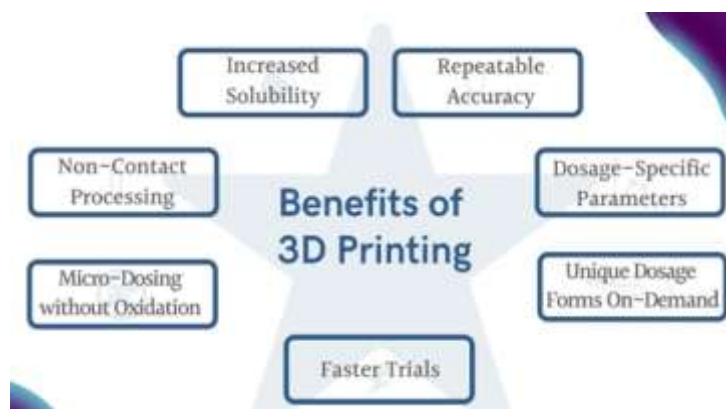 Increased
Solubility
Repeatable
Accuracy
Non-Contact
Processing
Benefits of
3D Printing
Dosage-Specific
Parameters
Micro-Dosing
without Oxidation
Unique Dosage
Forms On-Demand
Faster Trials